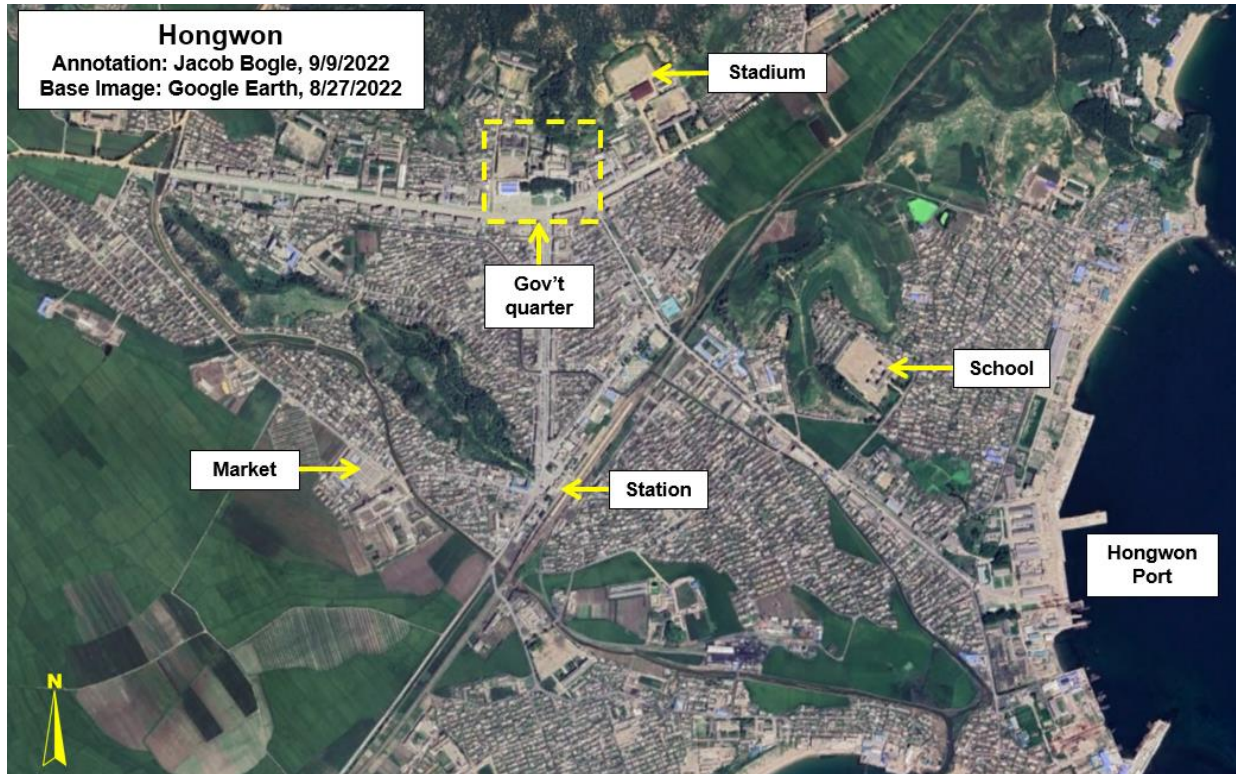 Hongwon
Annotation: Jacob Bogle, 9/9/2022
Base Image: Google Earth, 8/27/2022
Stadium
Gov't
quarter
School
Market
Station
Hongwon
Port
N